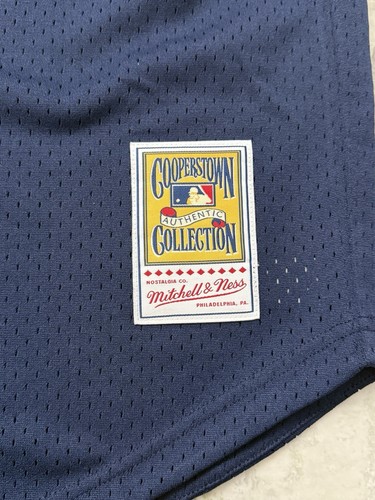 COOPERSTOWN
AUTHENTIC
COLLECTION
NOSTALGIA CO.
Mitchell & Ness
PHILADELPHIA, PA.